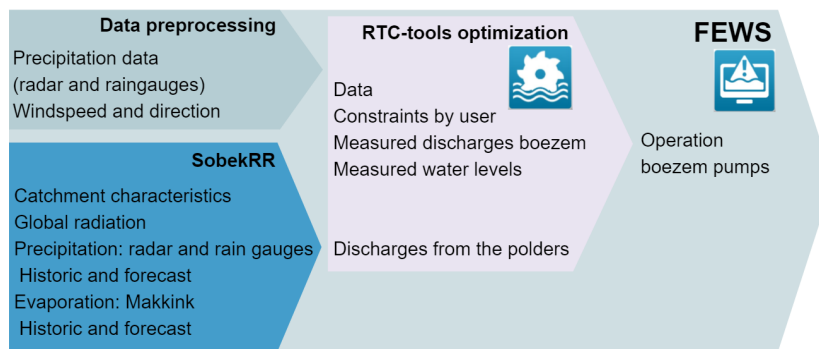 Data preprocessing
Precipitation data
(radar and raingauges)
Windspeed and direction
SobekRR
Catchment characteristics
Global radiation
Precipitation: radar and rain gauges
Historic and forecast
Evaporation: Makkink
Historic and forecast
RTC-tools optimization
Data
Constraints by user
Measured discharges boezem
Measured water levels
Discharges from the polders
FEWS
Operation
boezem pumps